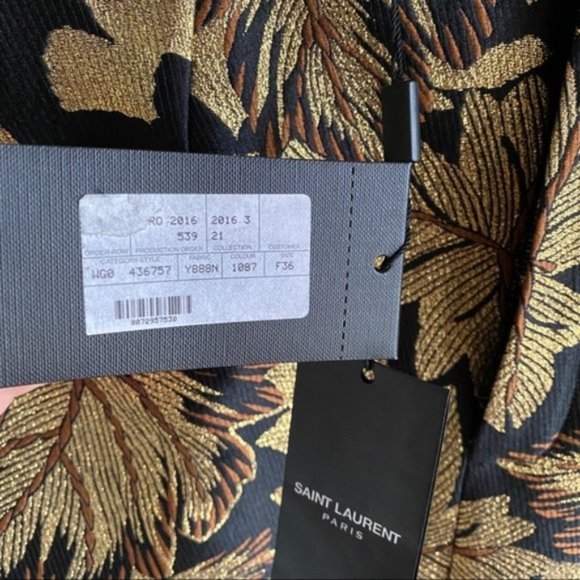 RO 2016 2016 3
539 21
ORDER-ROW PRODUCTION ORDER COLLECTION CUSTOMER
CATEGORY-STYLE FABRIC COLOUR SIZE
WG0 436757 Y888N 1087 F36
8072957530
SAINT LAURENT
PARIS